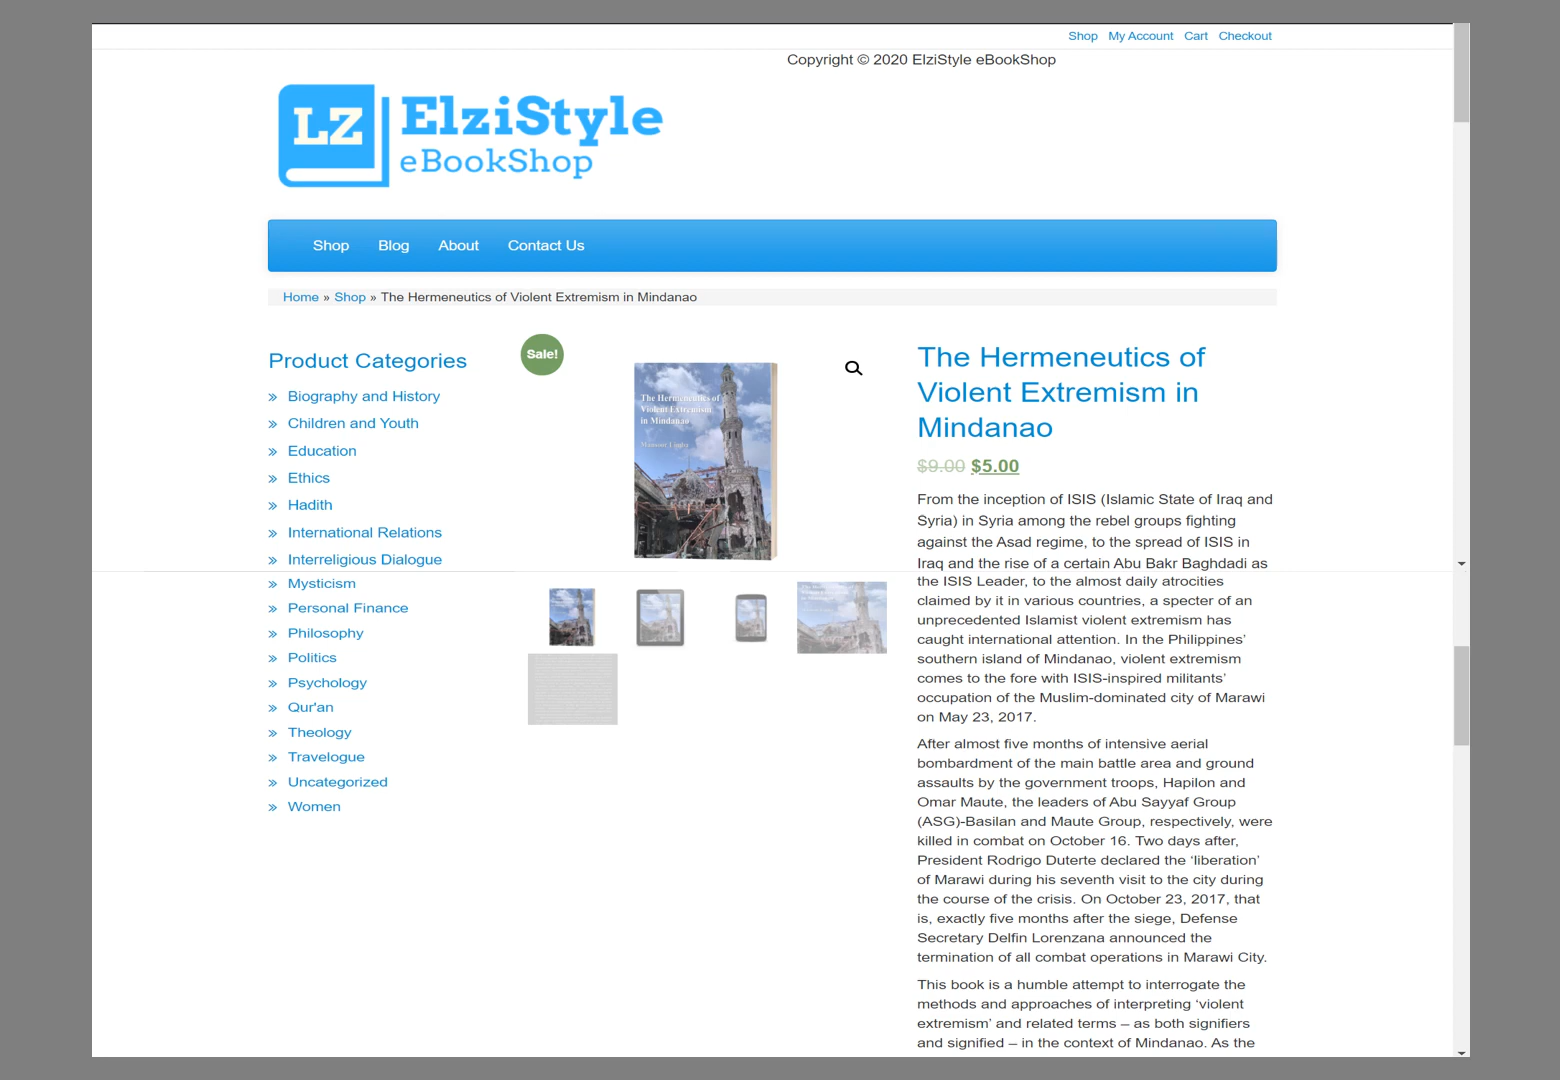 Shop My Account Cart Checkout
Copyright © 2020 ElziStyle eBookShop
LZ
ElziStyle
eBookShop
Shop Blog About Contact Us
Home » Shop » The Hermeneutics of Violent Extremism in Mindanao
Product Categories
» Biography and History
» Children and Youth
» Education
» Ethics
» Hadith
» International Relations
» Interreligious Dialogue
» Mysticism
» Personal Finance
» Philosophy
» Politics
» Psychology
» Qur'an
» Theology
» Travelogue
» Uncategorized
» Women
Sale!
The Hermeneutics of
Violent Extremism
in Mindanao
The Hermeneutics of
Violent Extremism in
Mindanao
$9.00 $5.00
From the inception of ISIS (Islamic State of Iraq and
Syria) in Syria among the rebel groups fighting
against the Asad regime, to the spread of ISIS in
Iraq and the rise of a certain Abu Bakr Baghdadi as
the ISIS Leader, to the almost daily atrocities
claimed by it in various countries, a specter of an
unprecedented Islamist violent extremism has
caught international attention. In the Philippines’
southern island of Mindanao, violent extremism
comes to the fore with ISIS-inspired militants’
occupation of the Muslim-dominated city of Marawi
on May 23, 2017.
After almost five months of intensive aerial
bombardment of the main battle area and ground
assaults by the government troops, Hapilon and
Omar Maute, the leaders of Abu Sayyaf Group
(ASG)-Basilan and Maute Group, respectively, were
killed in combat on October 16. Two days after,
President Rodrigo Duterte declared the ‘liberation’
of Marawi during his seventh visit to the city during
the course of the crisis. On October 23, 2017, that
is, exactly five months after the siege, Defense
Secretary Delfin Lorenzana announced the
termination of all combat operations in Marawi City.
This book is a humble attempt to interrogate the
methods and approaches of interpreting ‘violent
extremism’ and related terms – as both signifiers
and signified – in the context of Mindanao. As the